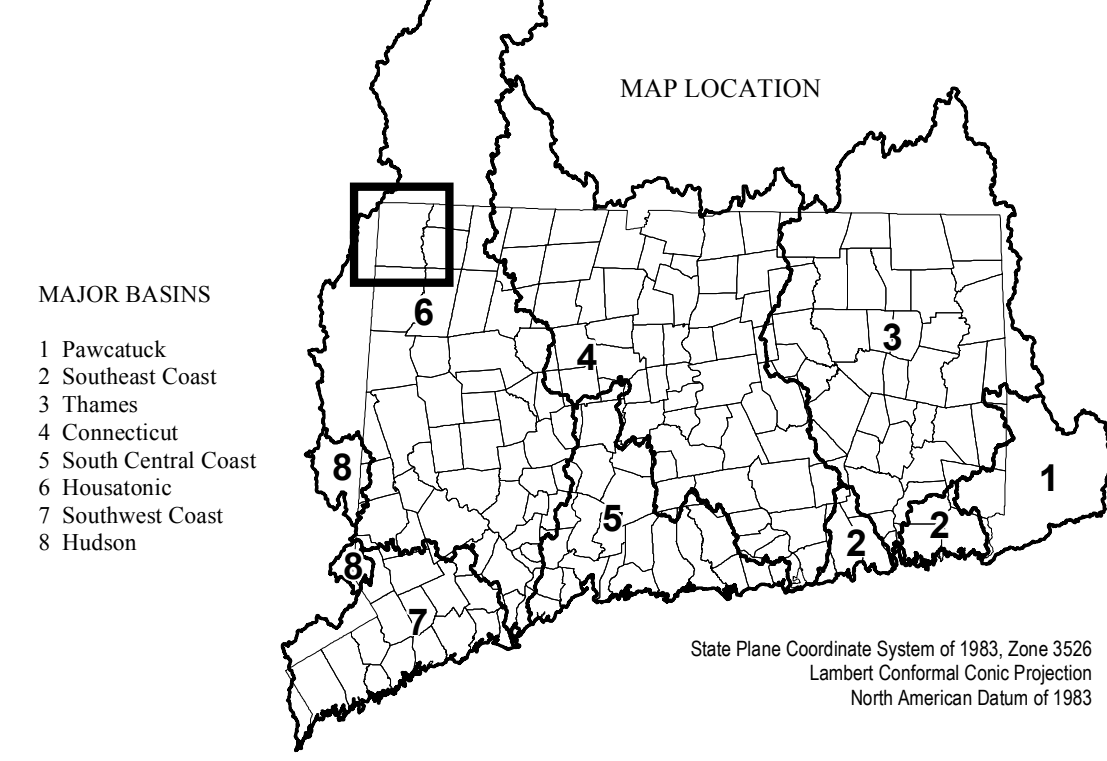 MAP LOCATION
MAJOR BASINS
1 Pawcatuck
2 Southeast Coast
3 Thames
4 Connecticut
5 South Central Coast
6 Housatonic
7 Southwest Coast
8 Hudson
6
4
3
8
1
5
2
2
8
7
State Plane Coordinate System of 1983, Zone 3526
Lambert Conformal Conic Projection
North American Datum of 1983